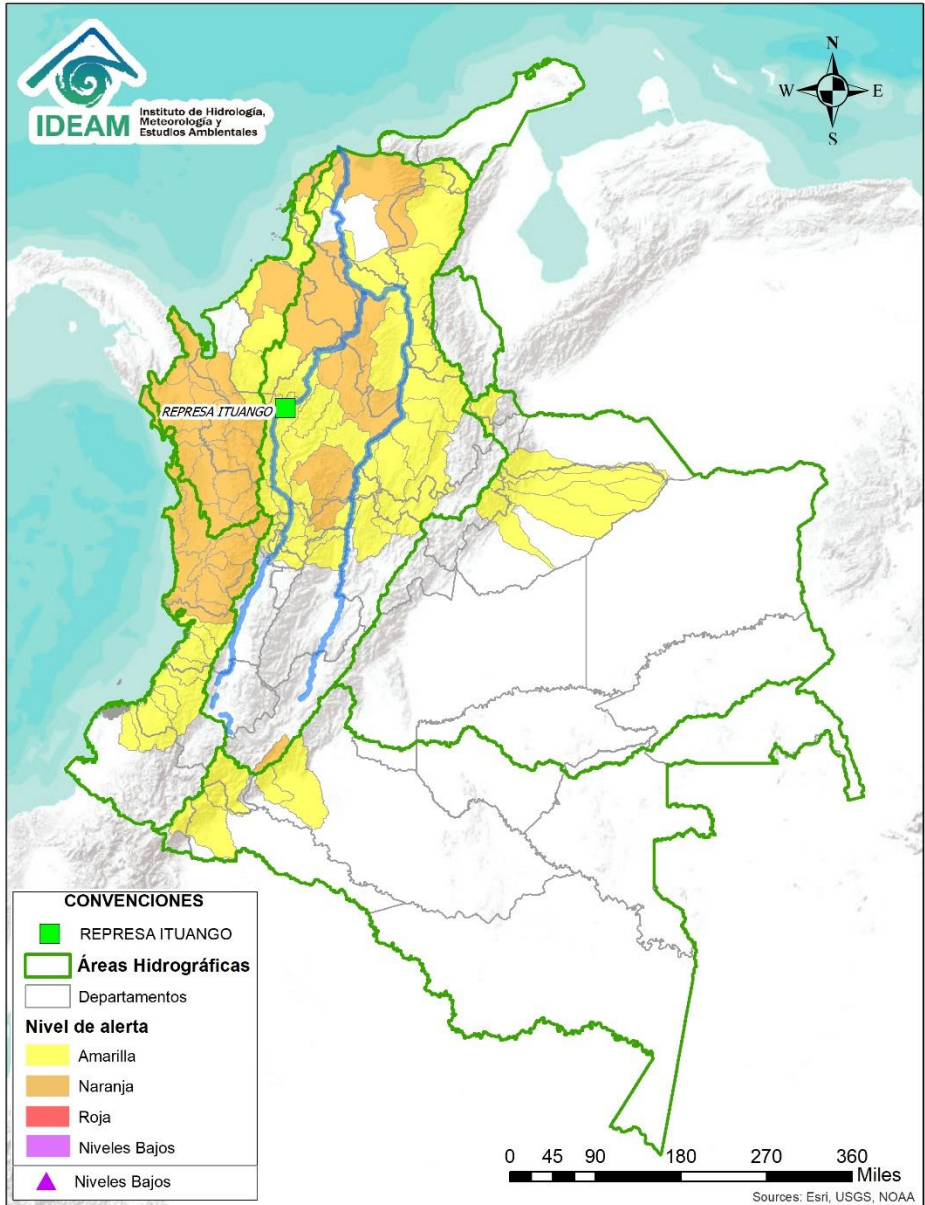 IDEAM
Instituto de Hidrología,
Meteorología y
Estudios Ambientales
N
W E
S
REPRESA ITUANGO
CONVENCIONES
REPRESA ITUANGO
Áreas Hidrográficas
Departamentos
Nivel de alerta
Amarilla
Naranja
Roja
Niveles Bajos
Niveles Bajos
0 45 90 180 270 360
Miles
Sources: Esri, USGS, NOAA